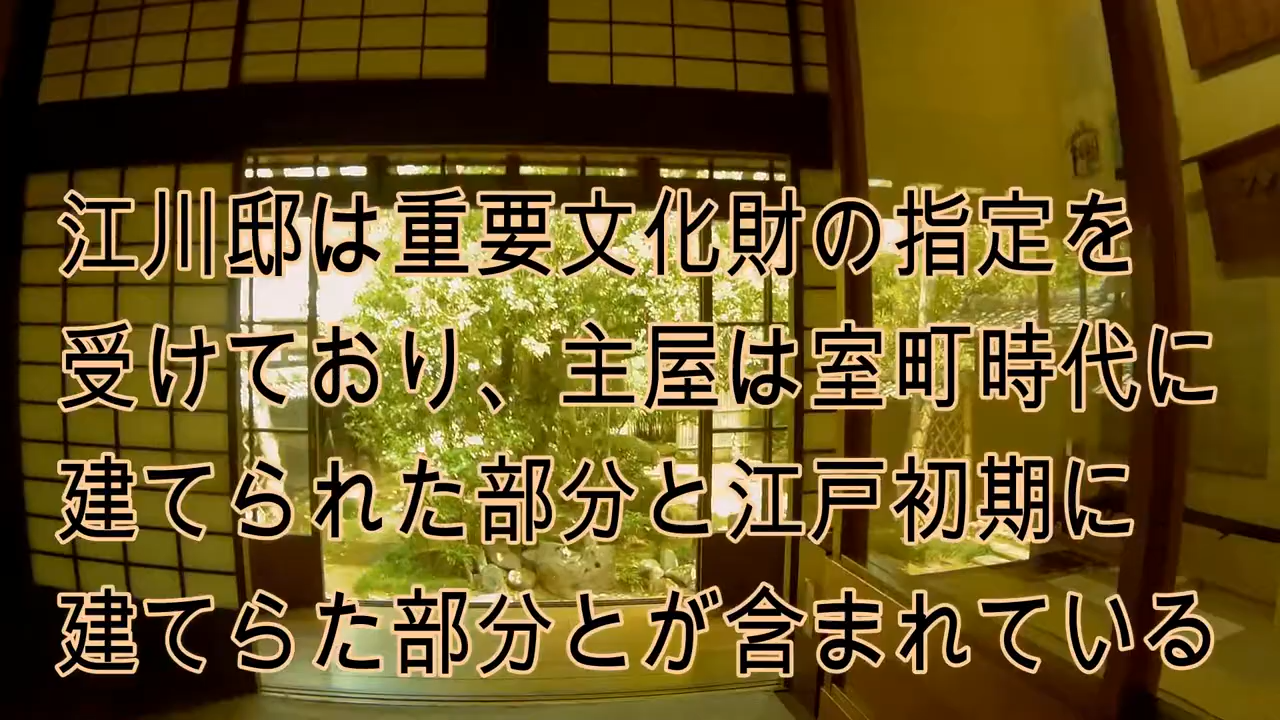 江川邸は重要文化財の指定を
受けており、主屋は室町時代に
建てられた部分と江戸初期に
建てらた部分とが含まれている